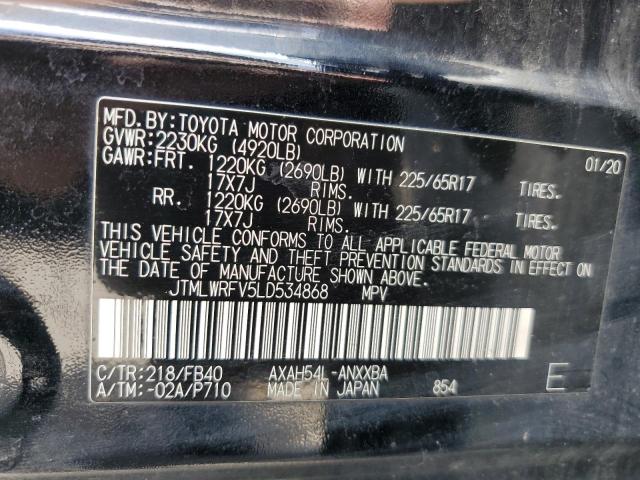 MFD. BY: TOYOTA MOTOR CORPORATION 01/20
GVWR: 2230KG (4920LB)
GAWR: FRT. 1220KG (2690LB) WITH 225/65R17 TIRES.
17X7J RIMS.
RR. 1220KG (2690LB) WITH 225/65R17 TIRES.
17X7J RIMS.
THIS VEHICLE CONFORMS TO ALL APPLICABLE FEDERAL MOTOR
VEHICLE SAFETY AND THEFT PREVENTION STANDARDS IN EFFECT ON
THE DATE OF MANUFACTURE SHOWN ABOVE.
JTMLWRFV5LD534868 MPV
C/TR: 218/FB40 AXAH54L-ANXXBA
A/TM: -02A/P710 MADE IN JAPAN 854 E